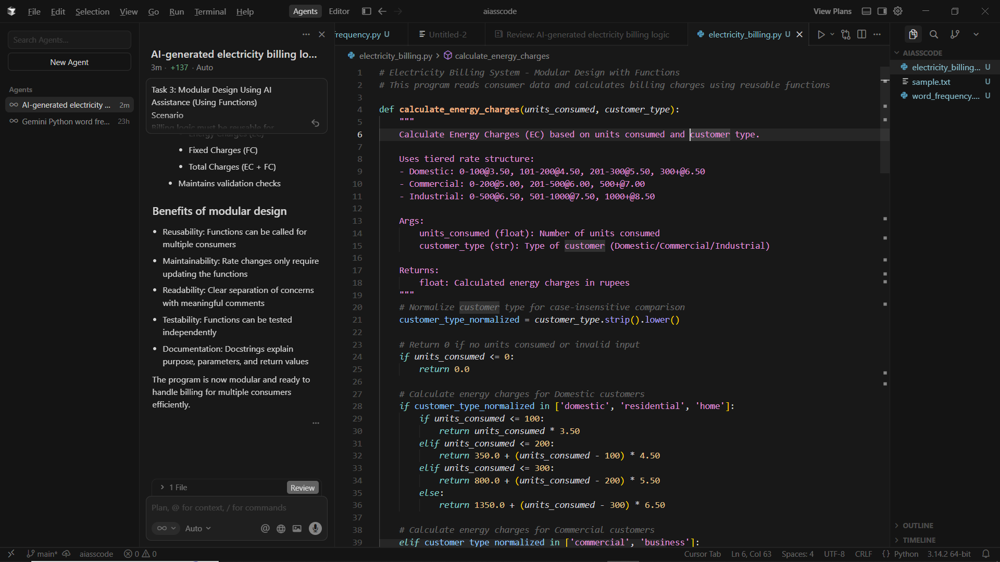 File Edit Selection View Go Run Terminal Help Agents Editor aiasscode View Plans
Search Agents...
New Agent
Agents
AI-generated electricity ... 2m
Gemini Python word fre... 23h
AI-generated electricity billing lo...
3m · +137 · Auto
Task 3: Modular Design Using AI
Assistance (Using Functions)
Scenario
Billing logic must be reusable for
Energy Charges (EC)
• Fixed Charges (FC)
• Total Charges (EC + FC)
• Maintains validation checks
Benefits of modular design
• Reusability: Functions can be called for
multiple consumers
• Maintainability: Rate changes only require
updating the functions
• Readability: Clear separation of concerns
with meaningful comments
• Testability: Functions can be tested
independently
• Documentation: Docstrings explain
purpose, parameters, and return values
The program is now modular and ready to
handle billing for multiple consumers
efficiently.
1 File Review
Plan, @ for context, / for commands
Auto
requency.py U Untitled-2 Review: AI-generated electricity billing logic electricity_billing.py U
electricity_billing.py > calculate_energy_charges
1 # Electricity Billing System - Modular Design with Functions
2 # This program reads consumer data and calculates billing charges using reusable functions
3
4 def calculate_energy_charges(units_consumed, customer_type):
5 """
6 Calculate Energy Charges (EC) based on units consumed and customer type.
7
8 Uses tiered rate structure:
9 - Domestic: 0-100@3.50, 101-200@4.50, 201-300@5.50, 300+@6.50
10 - Commercial: 0-200@5.00, 201-500@6.00, 500+@7.00
11 - Industrial: 0-500@6.50, 501-1000@7.50, 1000+@8.50
12
13 Args:
14 units_consumed (float): Number of units consumed
15 customer_type (str): Type of customer (Domestic/Commercial/Industrial)
16
17 Returns:
18 float: Calculated energy charges in rupees
19 """
20 # Normalize customer type for case-insensitive comparison
21 customer_type_normalized = customer_type.strip().lower()
22
23 # Return 0 if no units consumed or invalid input
24 if units_consumed <= 0:
25 return 0.0
26
27 # Calculate energy charges for Domestic customers
28 if customer_type_normalized in ['domestic', 'residential', 'home']:
29 if units_consumed <= 100:
30 return units_consumed * 3.50
31 elif units_consumed <= 200:
32 return 350.0 + (units_consumed - 100) * 4.50
33 elif units_consumed <= 300:
34 return 800.0 + (units_consumed - 200) * 5.50
35 else:
36 return 1350.0 + (units_consumed - 300) * 6.50
37
38 # Calculate energy charges for Commercial customers
39 elif customer_type_normalized in ['commercial', 'business']:
AIASSCODE
electricity_billing... U
sample.txt U
word_frequency.... U
OUTLINE
TIMELINE
main* aiasscode 0 0 Cursor Tab Ln 6, Col 63 Spaces: 4 UTF-8 CRLF {} Python 3.14.2 64-bit